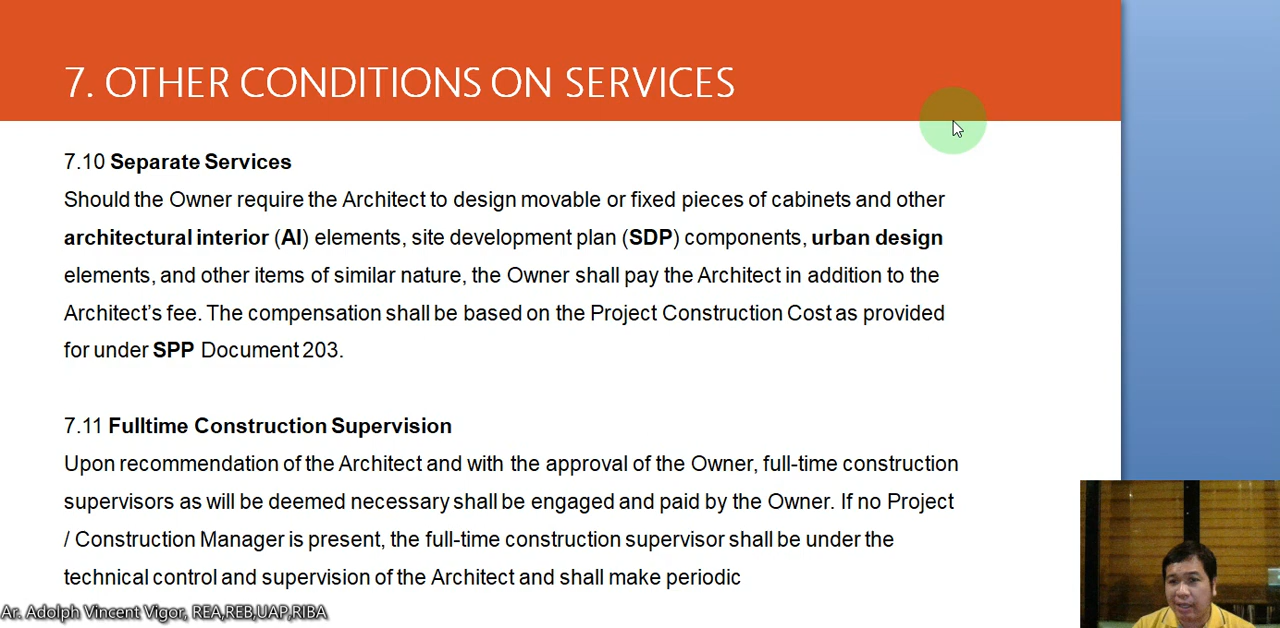 7. OTHER CONDITIONS ON SERVICES
7.10 Separate Services
Should the Owner require the Architect to design movable or fixed pieces of cabinets and other
architectural interior (AI) elements, site development plan (SDP) components, urban design
elements, and other items of similar nature, the Owner shall pay the Architect in addition to the
Architect's fee. The compensation shall be based on the Project Construction Cost as provided
for under SPP Document 203.
7.11 Fulltime Construction Supervision
Upon recommendation of the Architect and with the approval of the Owner, full-time construction
supervisors as will be deemed necessary shall be engaged and paid by the Owner. If no Project
/ Construction Manager is present, the full-time construction supervisor shall be under the
technical control and supervision of the Architect and shall make periodic
Ar. Adolph Vincent Vigor, REA,REB,UAP,RIBA